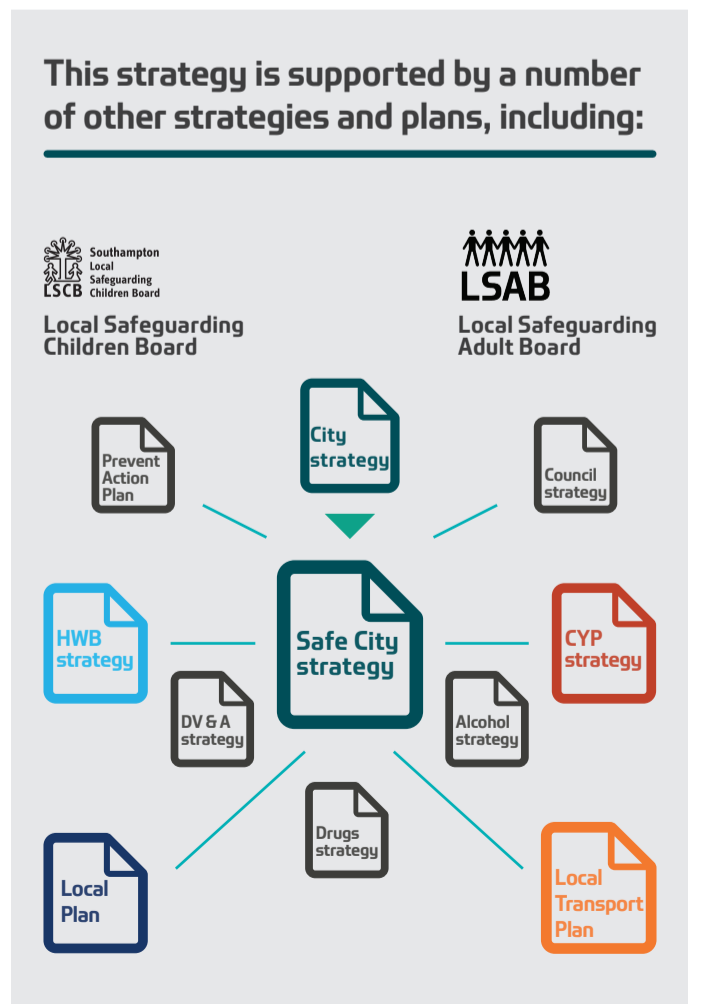 This strategy is supported by a number
of other strategies and plans, including:
LSCB
Southampton
Local
Safeguarding
Children Board
Local Safeguarding
Children Board
LSAB
Local Safeguarding
Adult Board
City
strategy
Prevent
Action
Plan
Council
strategy
HWB
strategy
Safe City
strategy
CYP
strategy
DV & A
strategy
Alcohol
strategy
Drugs
strategy
Local
Plan
Local
Transport
Plan